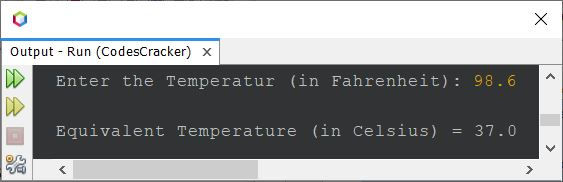 Output - Run (CodesCracker)
Enter the Temperatur (in Fahrenheit): 98.6
Equivalent Temperature (in Celsius) = 37.0